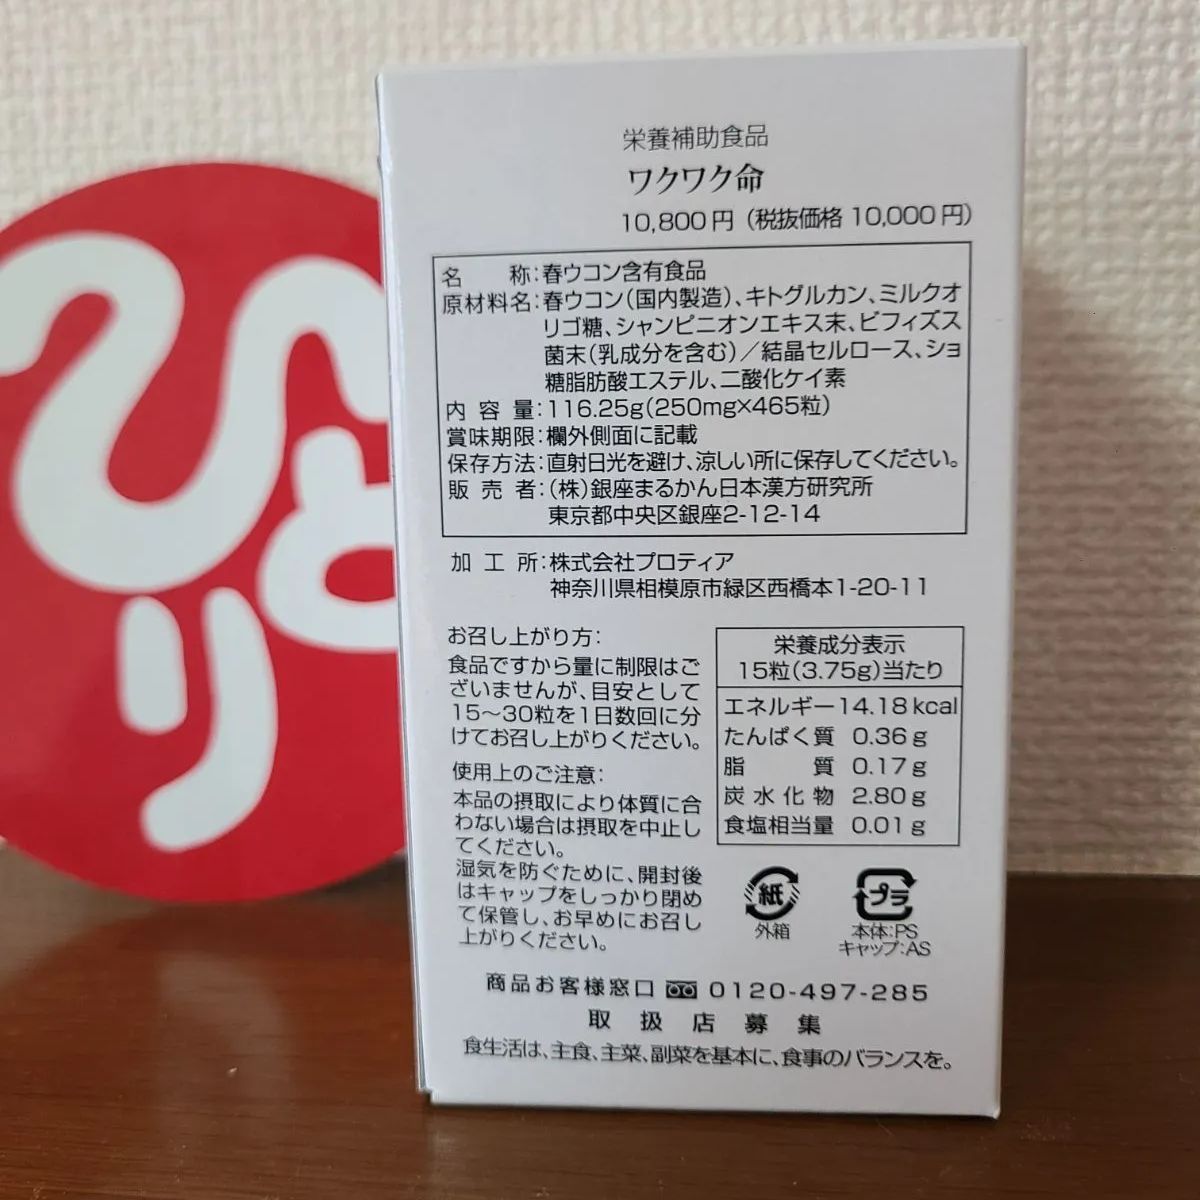 ひとり
栄養補助食品
ワクワク命
10,800円（税抜価格 10,000円）
名称：春ウコン含有食品
原材料名：春ウコン（国内製造）、キトグルカン、ミルクオ
リゴ糖、シャンピニオンエキス末、ビフィズス
菌末（乳成分を含む）／結晶セルロース、ショ
糖脂肪酸エステル、二酸化ケイ素
内容量：116.25g（250mg×465粒）
賞味期限：欄外側面に記載
保存方法：直射日光を避け、涼しい所に保存してください。
販売者：（株）銀座まるかん日本漢方研究所
東京都中央区銀座2-12-14
加工所：株式会社プロティア
神奈川県相模原市緑区西橋本1-20-11
お召し上がり方：
食品ですから量に制限はご
ざいませんが、目安として
15～30粒を1日数回に分
けてお召し上がりください。
使用上のご注意：
本品の摂取により体質に合
わない場合は摂取を中止し
てください。
湿気を防ぐために、開封後
はキャップをしっかり閉め
て保管し、お早めにお召し
上がりください。
栄養成分表示
15粒（3.75g）当たり
エネルギー 14.18kcal
たんぱく質 0.36g
脂質 0.17g
炭水化物 2.80g
食塩相当量 0.01g
紙
外箱
プラ
本体：PS
キャップ：AS
商品お客様窓口 0120-497-285
取扱店募集
食生活は、主食、主菜、副菜を基本に、食事のバランスを。